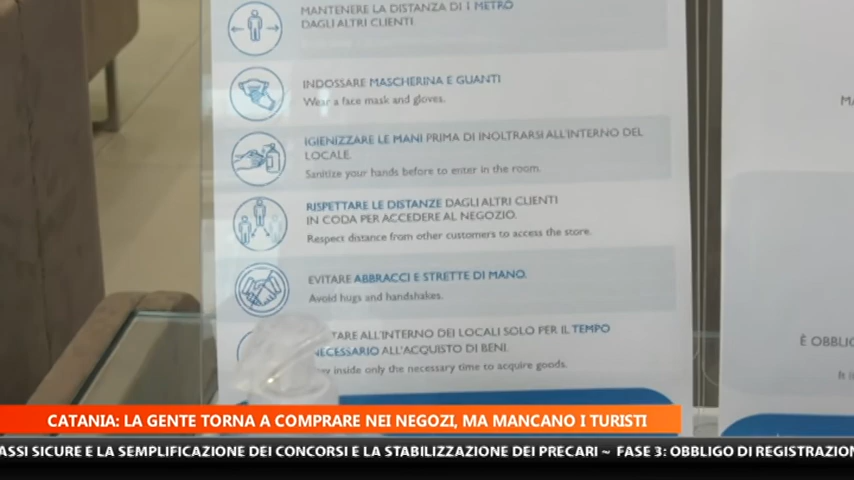 MANTENERE LA DISTANZA DI 1 METRO
DAGLI ALTRI CLIENTI
INDOSSARE MASCHERINA E GUANTI
Wear a face mask and gloves.
IGIENIZZARE LE MANI PRIMA DI INOLTRARSI ALL'INTERNO DEL
LOCALE.
Sanitize your hands before to enter in the room.
RISPETTARE LE DISTANZE DAGLI ALTRI CLIENTI
IN CODA PER ACCEDERE AL NEGOZIO.
Respect distance from other customers to access the store.
EVITARE ABBRACCI E STRETTE DI MANO.
Avoid hugs and handshakes.
TARE ALL'INTERNO DEI LOCALI SOLO PER IL TEMPO
NECESSARIO ALL'ACQUISTO DI BENI.
inside only the necessary time to acquire goods.
È OBBLIG
CATANIA: LA GENTE TORNA A COMPRARE NEI NEGOZI, MA MANCANO I TURISTI
ASSI SICURE E LA SEMPLIFICAZIONE DEI CONCORSI E LA STABILIZZAZIONE DEI PRECARI ~ FASE 3: OBBLIGO DI REGISTRAZION